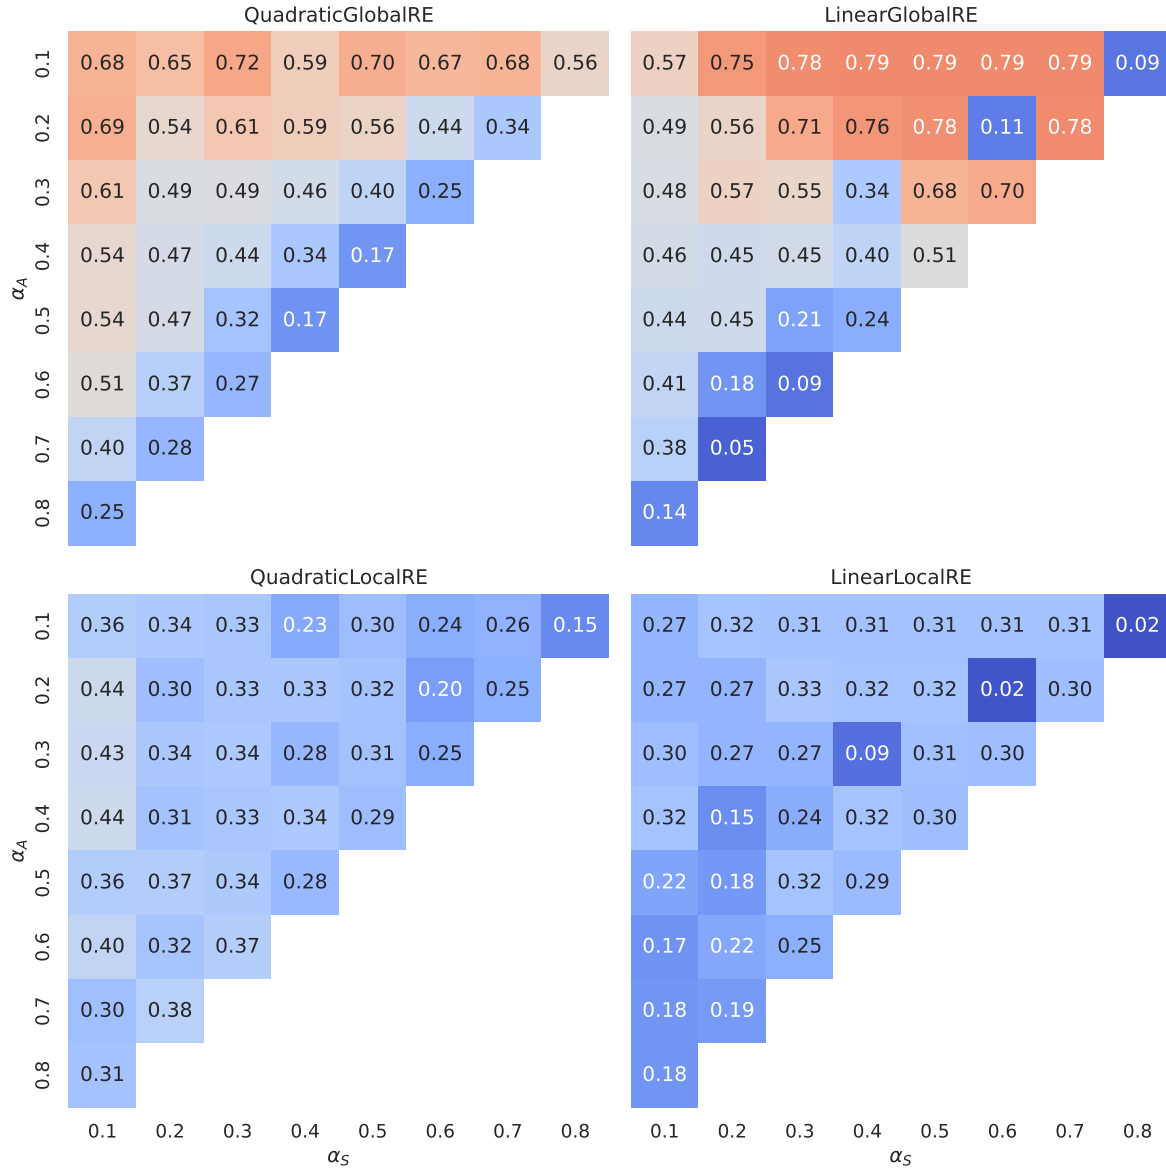 QuadraticGlobalRE
0.1 0.68 0.65 0.72 0.59 0.70 0.67 0.68 0.56
0.2 0.69 0.54 0.61 0.59 0.56 0.44 0.34
0.3 0.61 0.49 0.49 0.46 0.40 0.25
0.4 0.54 0.47 0.44 0.34 0.17
0.5 0.54 0.47 0.32 0.17
0.6 0.51 0.37 0.27
0.7 0.40 0.28
0.8 0.25
α_A
LinearGlobalRE
0.57 0.75 0.78 0.79 0.79 0.79 0.79 0.09
0.49 0.56 0.71 0.76 0.78 0.11 0.78
0.48 0.57 0.55 0.34 0.68 0.70
0.46 0.45 0.45 0.40 0.51
0.44 0.45 0.21 0.24
0.41 0.18 0.09
0.38 0.05
0.14
QuadraticLocalRE
0.1 0.36 0.34 0.33 0.23 0.30 0.24 0.26 0.15
0.2 0.44 0.30 0.33 0.33 0.32 0.20 0.25
0.3 0.43 0.34 0.34 0.28 0.31 0.25
0.4 0.44 0.31 0.33 0.34 0.29
0.5 0.36 0.37 0.34 0.28
0.6 0.40 0.32 0.37
0.7 0.30 0.38
0.8 0.31
α_A
0.1 0.2 0.3 0.4 0.5 0.6 0.7 0.8
α_S
LinearLocalRE
0.27 0.32 0.31 0.31 0.31 0.31 0.31 0.02
0.27 0.27 0.33 0.32 0.32 0.02 0.30
0.30 0.27 0.27 0.09 0.31 0.30
0.32 0.15 0.24 0.32 0.30
0.22 0.18 0.32 0.29
0.17 0.22 0.25
0.18 0.19
0.18
0.1 0.2 0.3 0.4 0.5 0.6 0.7 0.8
α_S